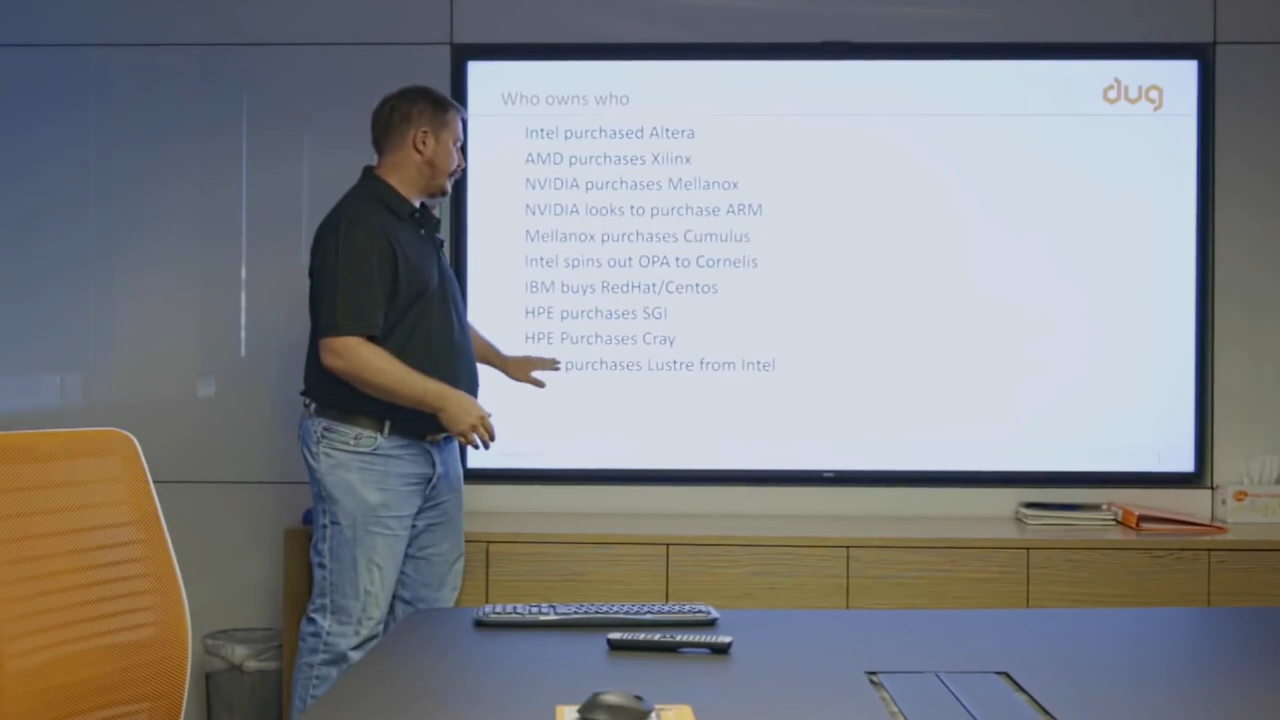 dug
Who owns who
Intel purchased Altera
AMD purchases Xilinx
NVIDIA purchases Mellanox
NVIDIA looks to purchase ARM
Mellanox purchases Cumulus
Intel spins out OPA to Cornelis
IBM buys RedHat/Centos
HPE purchases SGI
HPE Purchases Cray
purchases Lustre from Intel